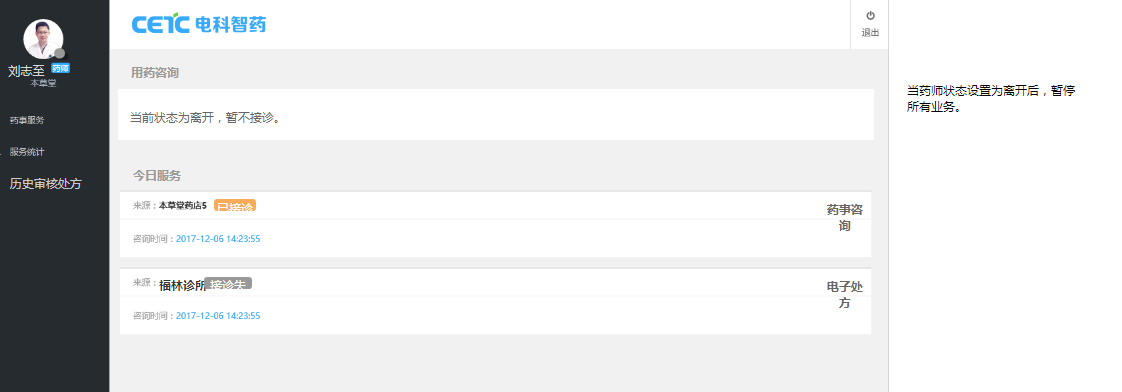 CETC 电科智药
退出
刘志至 药师
本草堂
药事服务
服务统计
历史审核处方
用药咨询
当前状态为离开，暂不接诊。
今日服务
来源：本草堂药店5 已接诊
药事咨
询
咨询时间：2017-12-06 14:23:55
来源：福林诊所 接诊失
电子处
方
咨询时间：2017-12-06 14:23:55
当药师状态设置为离开后，暂停
所有业务。